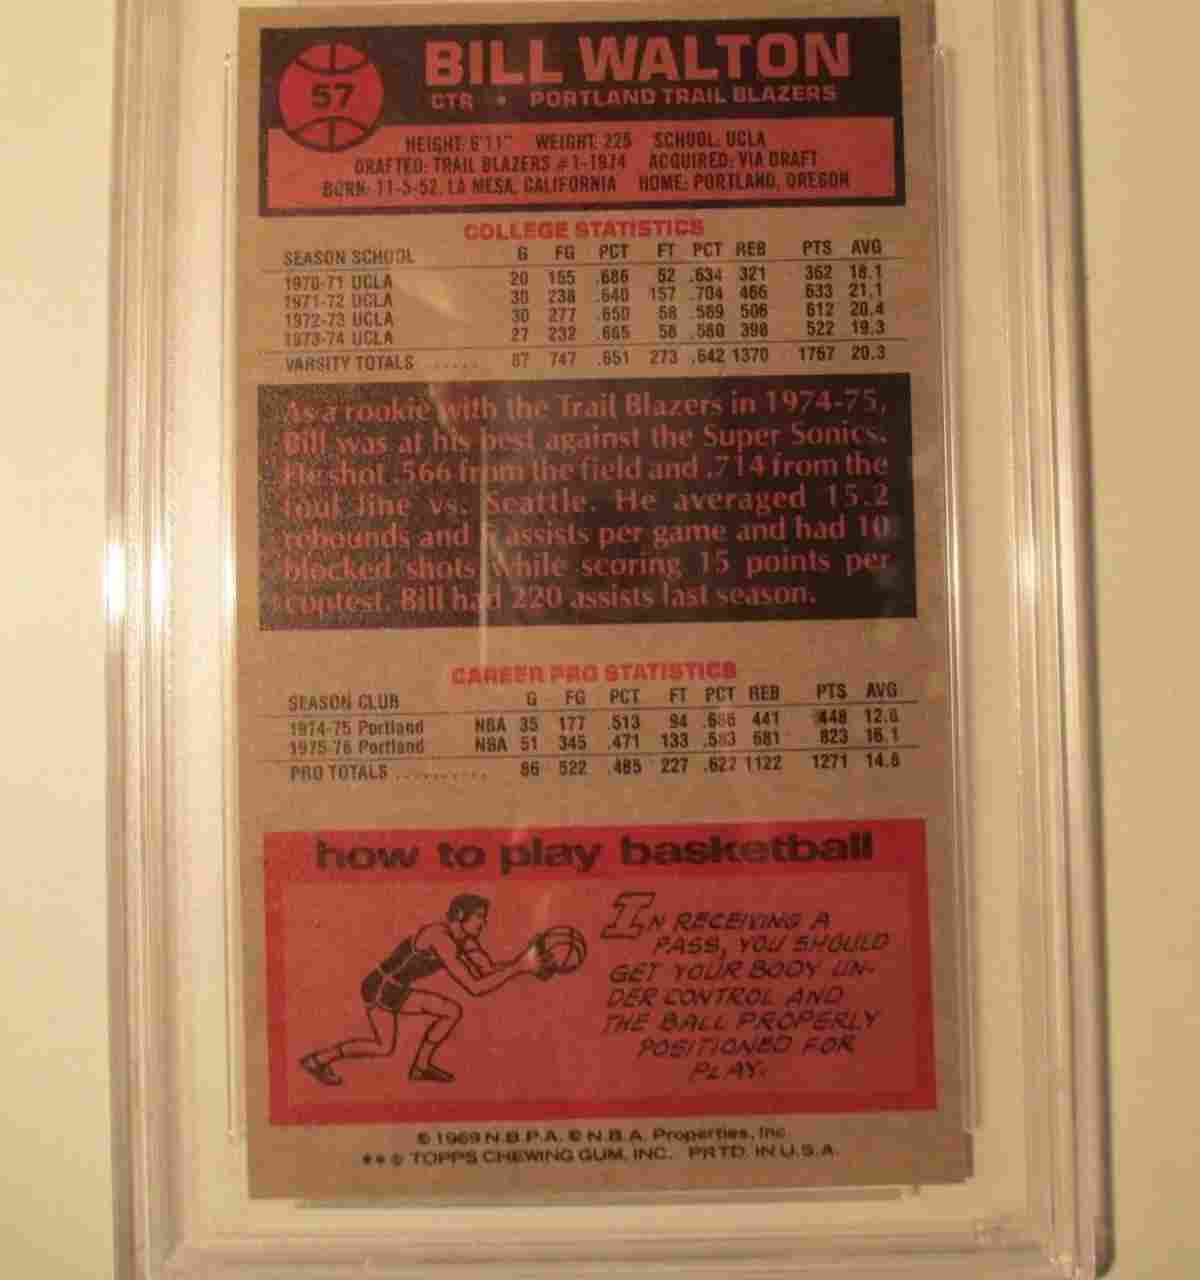 57
BILL WALTON
CTR • PORTLAND TRAIL BLAZERS
HEIGHT: 6'11" WEIGHT: 225 SCHOOL: UCLA
DRAFTED: TRAIL BLAZERS #1-1974 ACQUIRED: VIA DRAFT
BORN: 11-5-52, LA MESA, CALIFORNIA HOME: PORTLAND, OREGON
COLLEGE STATISTICS
SEASON SCHOOL G FG PCT FT PCT REB PTS AVG
1970-71 UCLA 20 155 .686 52 .634 321 362 18.1
1971-72 UCLA 30 238 .640 157 .704 466 633 21.1
1972-73 UCLA 30 277 .650 58 .569 506 612 20.4
1973-74 UCLA 27 232 .665 58 .580 398 522 19.3
VARSITY TOTALS ..... 87 747 .651 273 .642 1370 1767 20.3
As a rookie with the Trail Blazers in 1974-75,
Bill was at his best against the Super Sonics.
He shot .566 from the field and .714 from the
foul line vs. Seattle. He averaged 15.2
rebounds and assists per game and had 10
blocked shots while scoring 15 points per
contest. Bill had 220 assists last season.
CAREER PRO STATISTICS
SEASON CLUB G FG PCT FT PCT REB PTS AVG
1974-75 Portland NBA 35 177 .513 94 .686 441 448 12.8
1975-76 Portland NBA 51 345 .471 133 .583 681 823 16.1
PRO TOTALS .......... 86 522 .485 227 .622 1122 1271 14.8
how to play basketball
IN RECEIVING A
PASS, YOU SHOULD
GET YOUR BODY UN-
DER CONTROL AND
THE BALL PROPERLY
POSITIONED FOR
PLAY.
© 1969 N.B.P.A. © N.B.A. Properties, Inc
** © TOPPS CHEWING GUM, INC. PRTD. IN U.S.A.